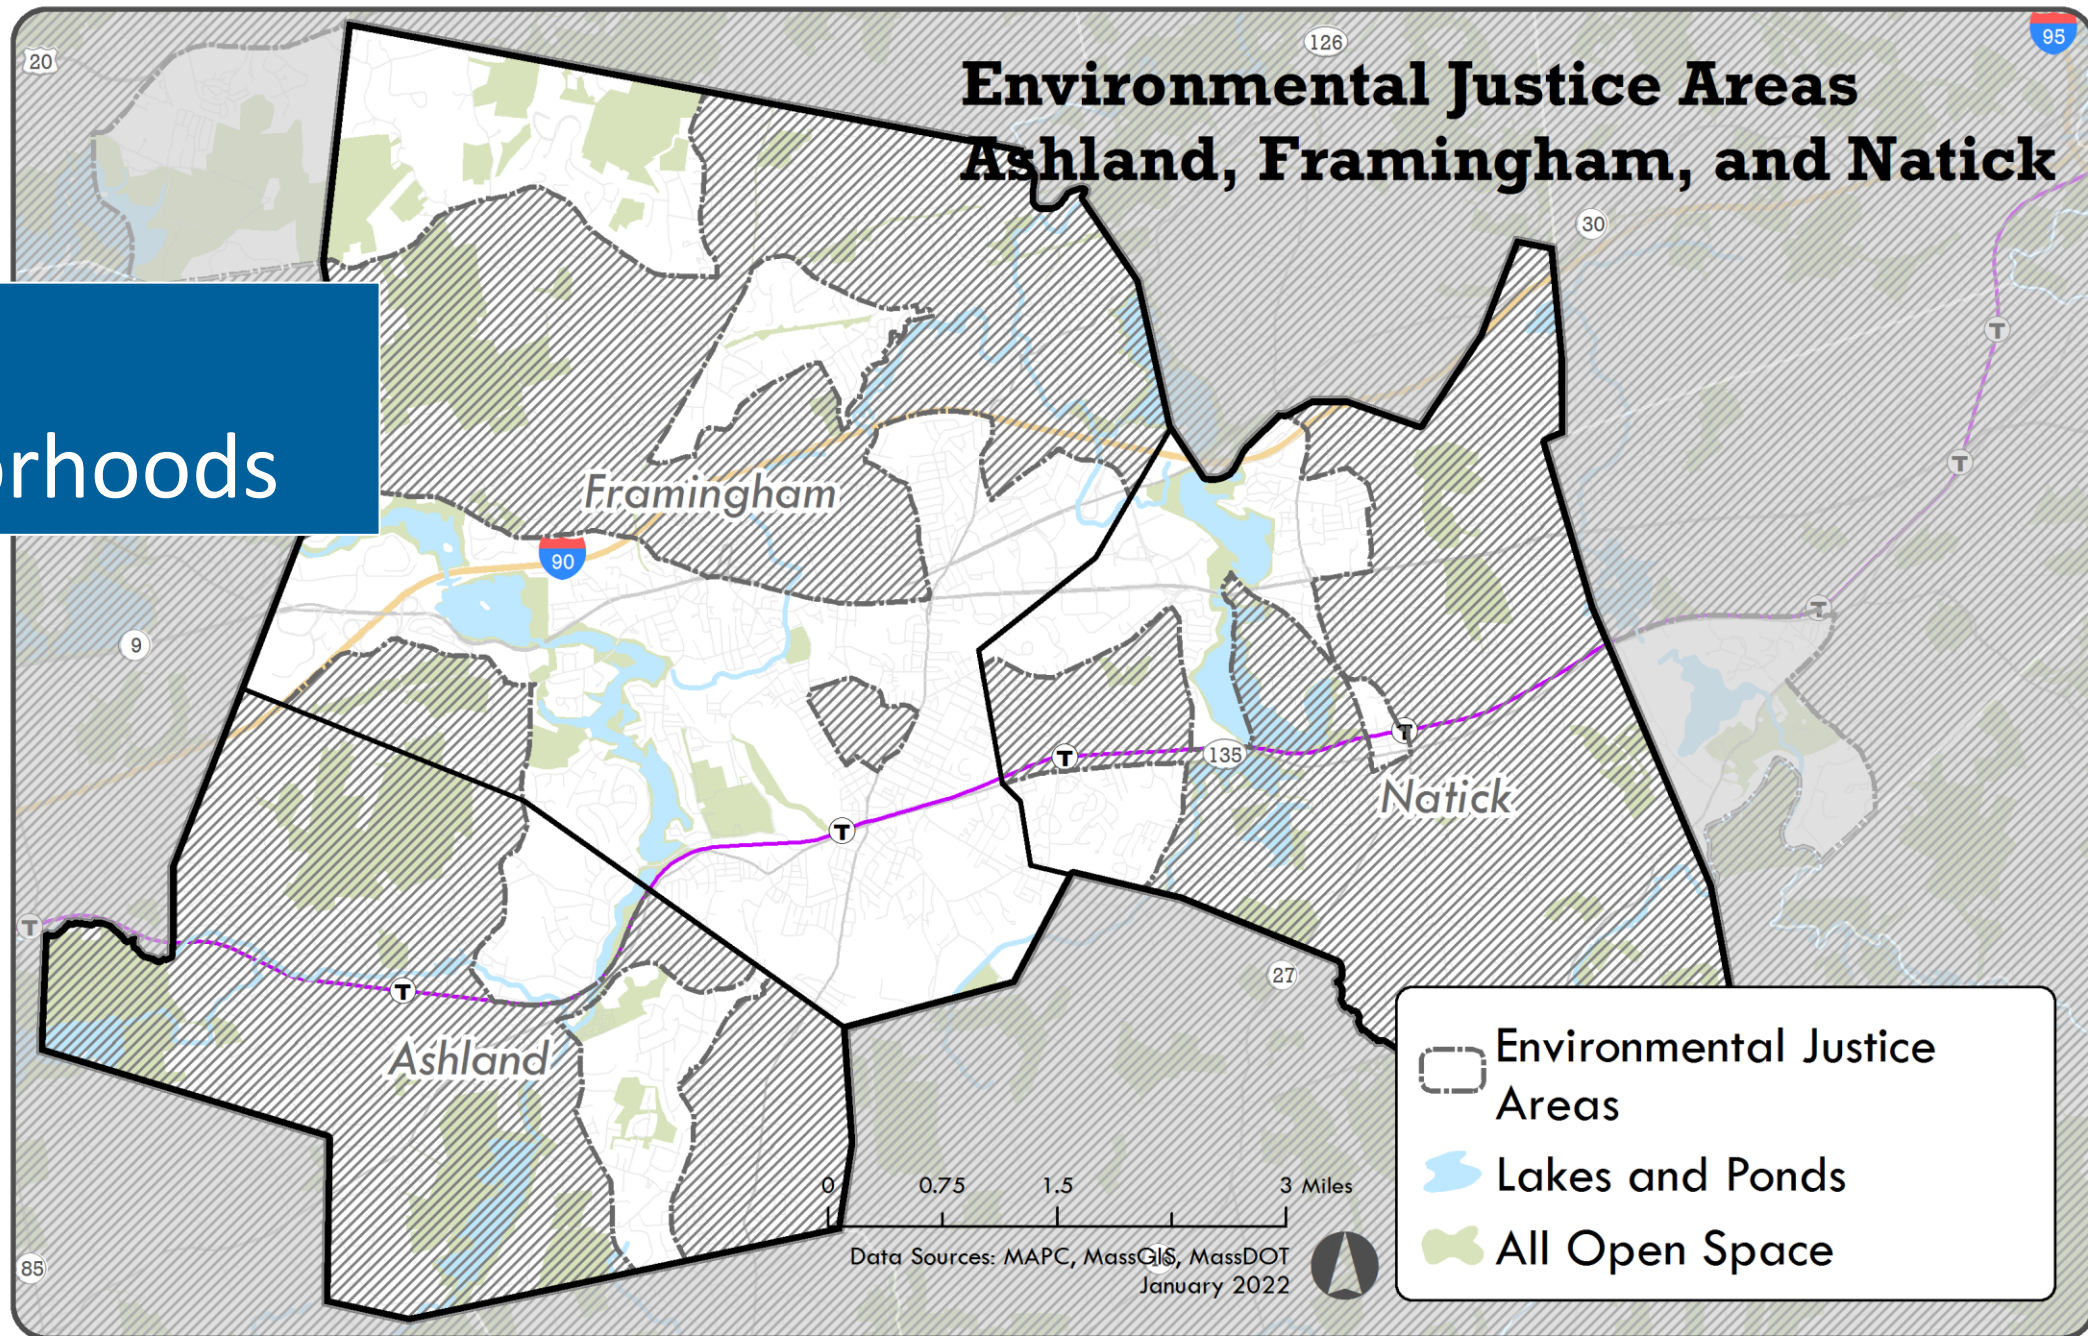 20
126
95
Environmental Justice Areas
Ashland, Framingham, and Natick
30
T
orhoods
Framingham
T
90
9
T
T
T
135
Natick
T
T
T
27
Ashland
Environmental Justice
Areas
Lakes and Ponds
All Open Space
0 0.75 1.5 3 Miles
Data Sources: MAPC, MassGIS, MassDOT
January 2022
85